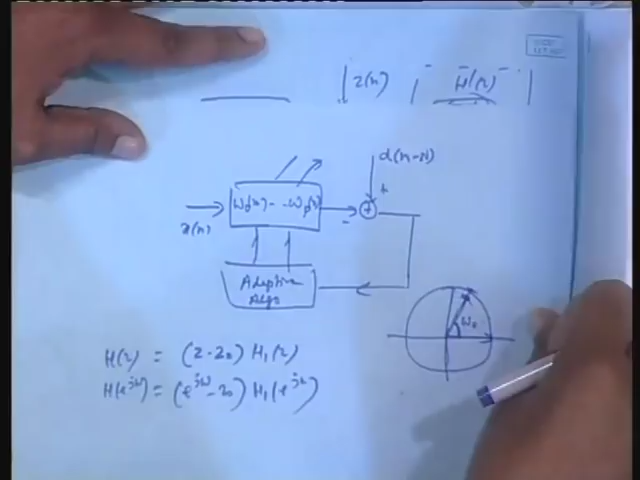 z(n) H(z)
d(n-N)
+
W₀(n) - - Wₚ(n)
x(n)
-
+
Adaptive
Algo
ω₀
H(z) = (z - z₀) H₁(z)
H(e^jω) = (e^jω - z₀) H₁(e^jω)